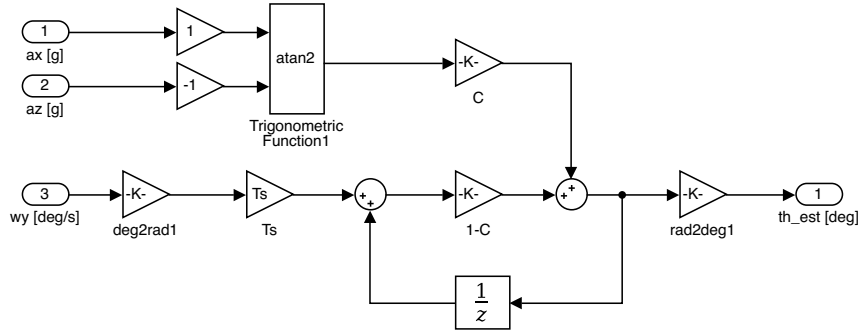 1
ax [g]
1
atan2
Trigonometric
Function1
-K-
C
2
az [g]
-1
3
wy [deg/s]
-K-
deg2rad1
Ts
Ts
+
+
-K-
1-C
+
+
-K-
rad2deg1
1
th_est [deg]
1
z